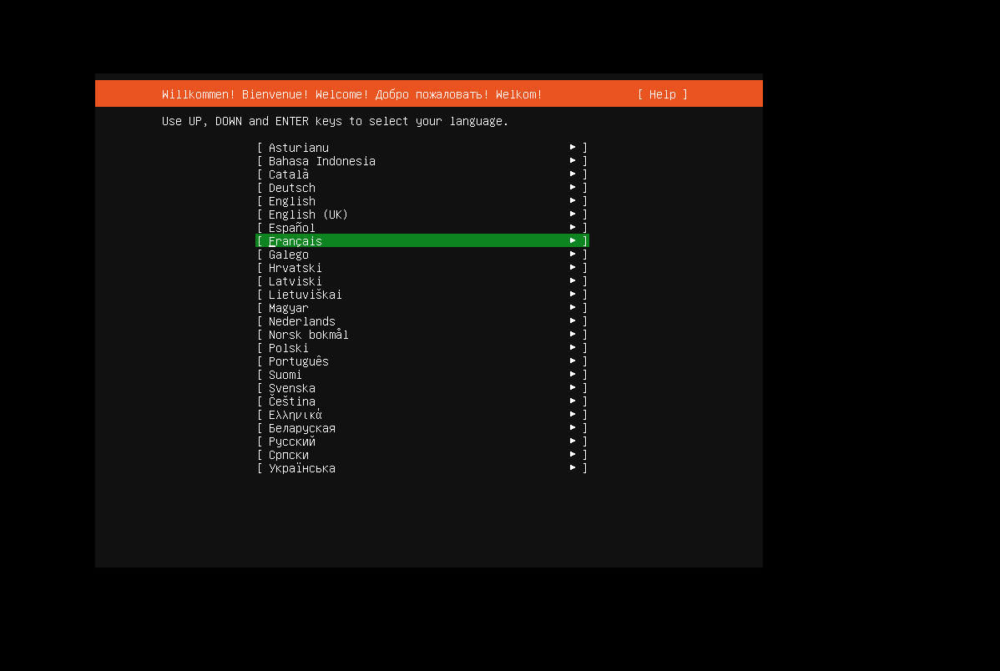 Willkommen! Bienvenue! Welcome! Добро пожаловать! Welkom! [ Help ]
Use UP, DOWN and ENTER keys to select your language.
[ Asturianu ► ]
[ Bahasa Indonesia ► ]
[ Català ► ]
[ Deutsch ► ]
[ English ► ]
[ English (UK) ► ]
[ Español ► ]
[ Français ► ]
[ Galego ► ]
[ Hrvatski ► ]
[ Latviski ► ]
[ Lietuviškai ► ]
[ Magyar ► ]
[ Nederlands ► ]
[ Norsk bokmål ► ]
[ Polski ► ]
[ Português ► ]
[ Suomi ► ]
[ Svenska ► ]
[ Čeština ► ]
[ Ελληνικά ► ]
[ Беларуская ► ]
[ Русский ► ]
[ Српски ► ]
[ Українська ► ]